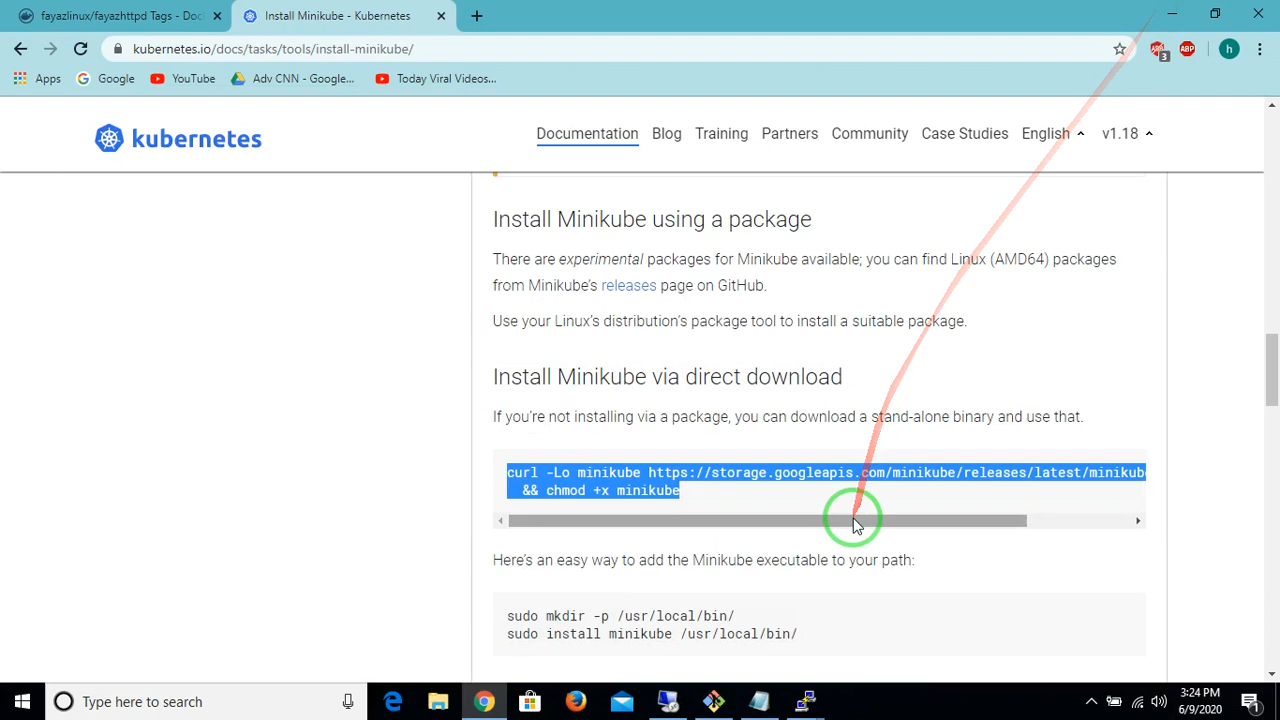 fayazlinux/fayazhttpd Tags - Doc
Install Minikube - Kubernetes
kubernetes.io/docs/tasks/tools/install-minikube/
3
ABP
h
Apps
Google
YouTube
Adv CNN - Google...
Today Viral Videos...
kubernetes
Documentation
Blog
Training
Partners
Community
Case Studies
English
v1.18
Install Minikube using a package
There are experimental packages for Minikube available; you can find Linux (AMD64) packages
from Minikube's releases page on GitHub.
Use your Linux's distribution's package tool to install a suitable package.
Install Minikube via direct download
If you're not installing via a package, you can download a stand-alone binary and use that.
curl -Lo minikube https://storage.googleapis.com/minikube/releases/latest/minikube
&& chmod +x minikube
Here's an easy way to add the Minikube executable to your path:
sudo mkdir -p /usr/local/bin/
sudo install minikube /usr/local/bin/
Type here to search
3:24 PM
6/9/2020
1